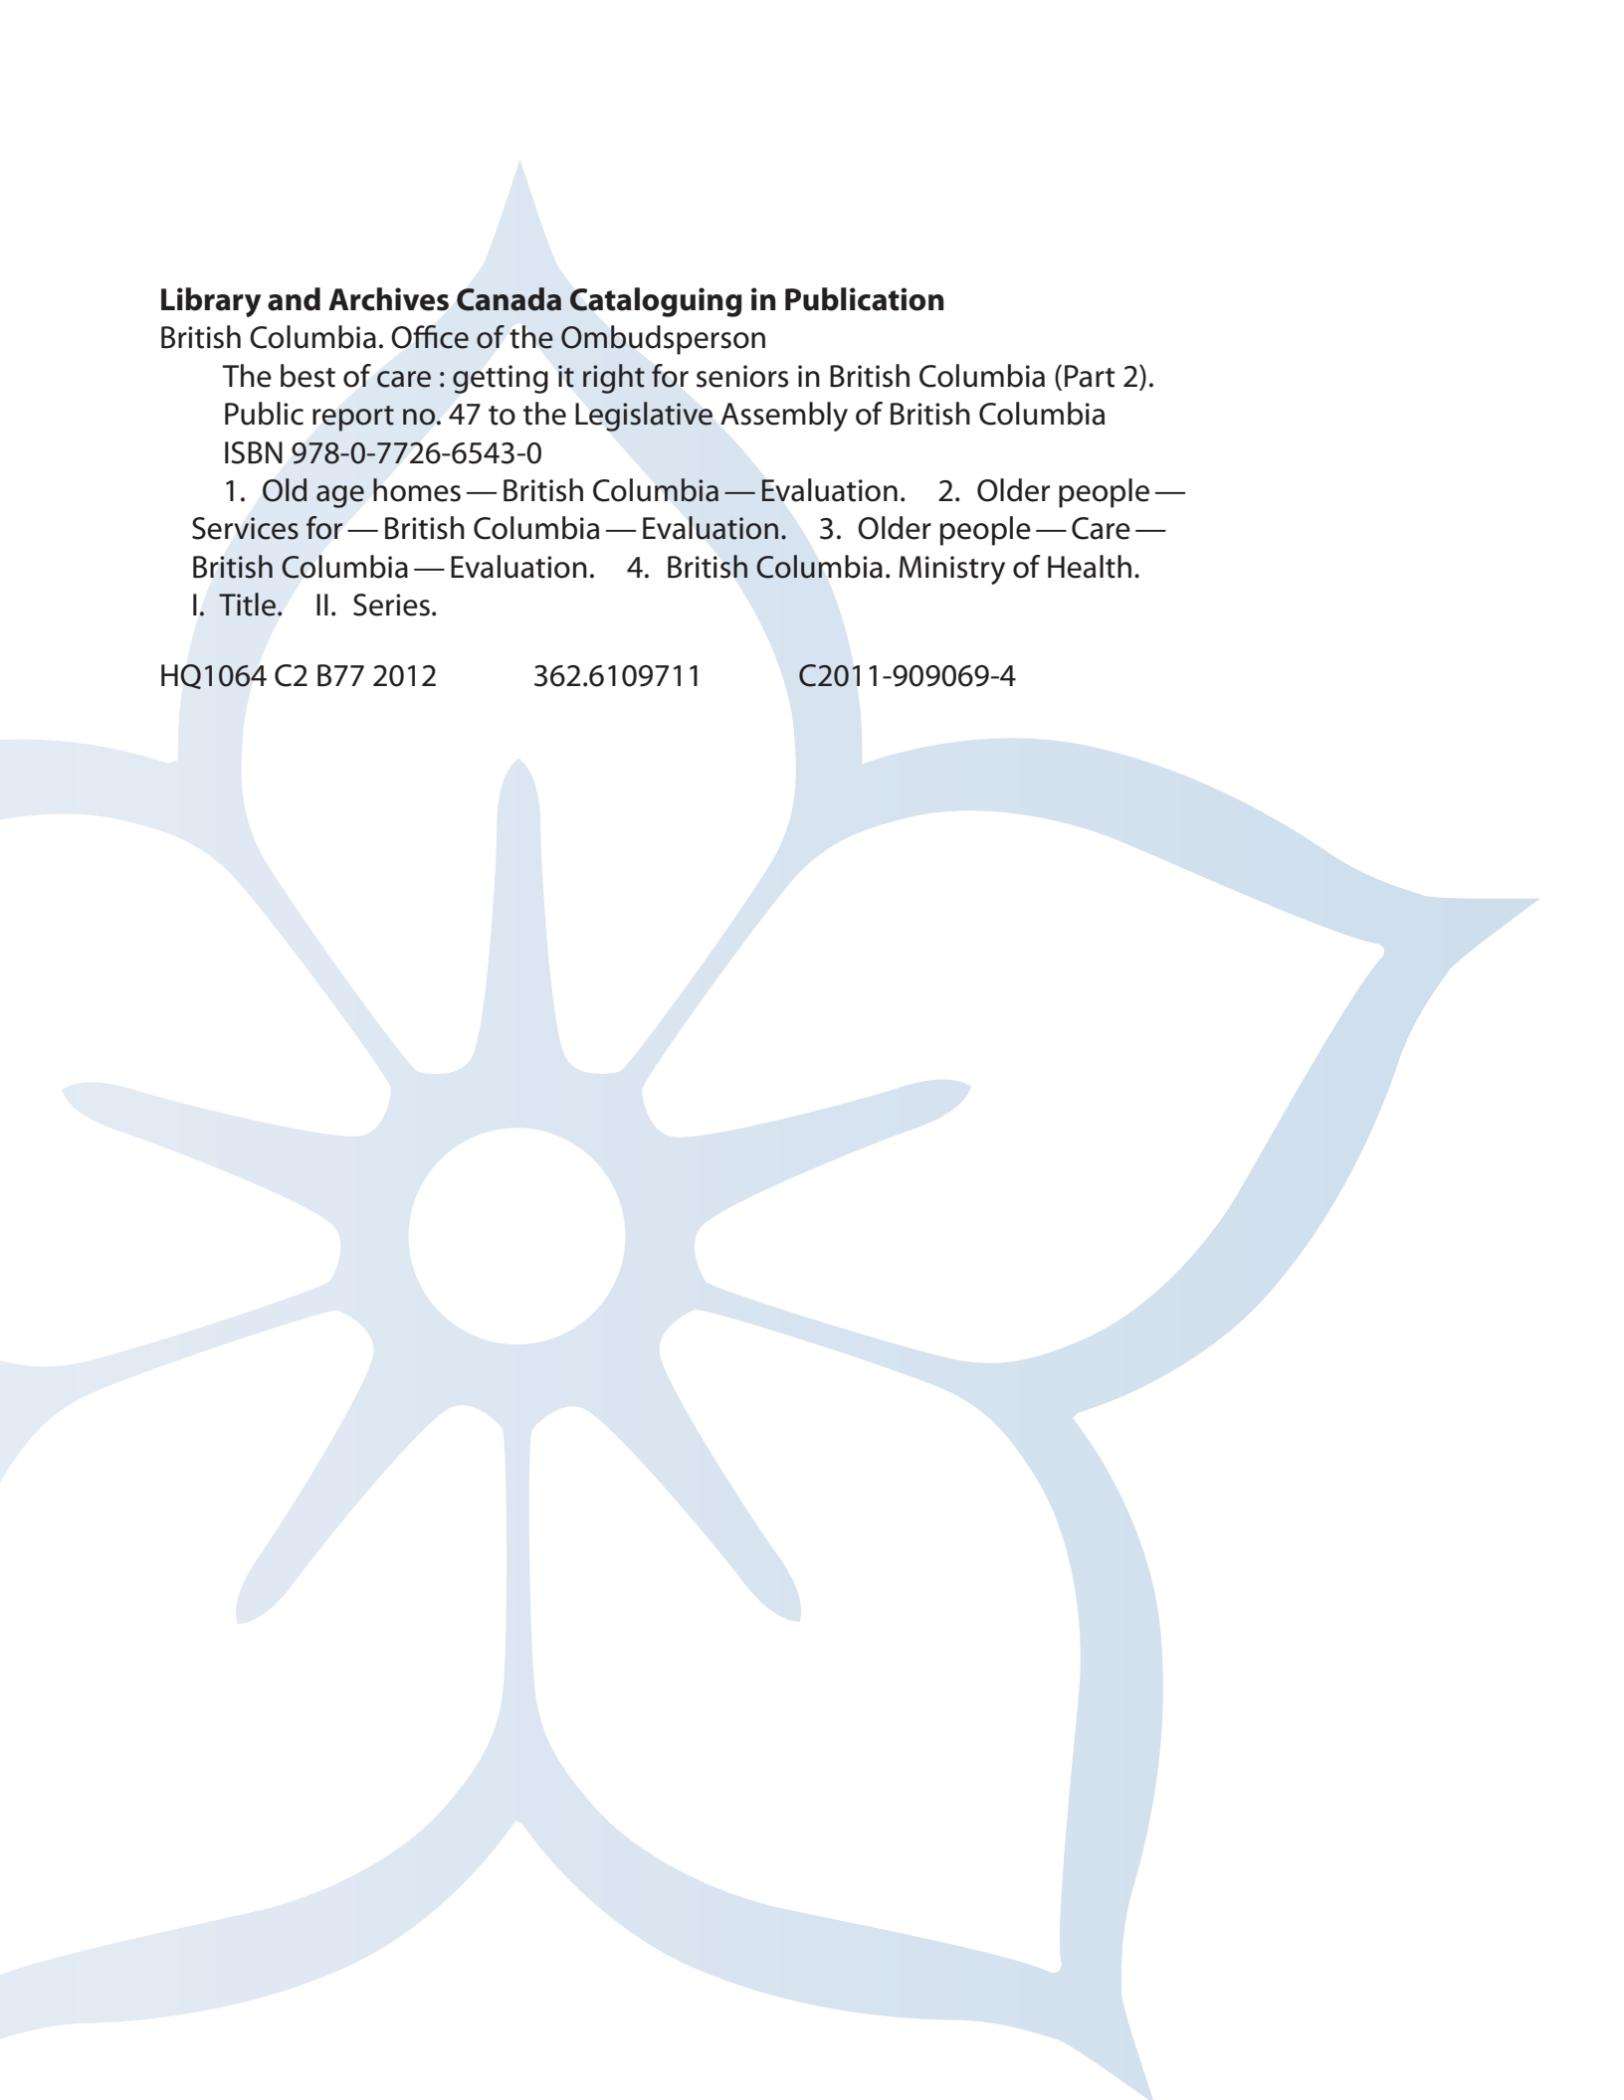 Library and Archives Canada Cataloguing in Publication
British Columbia. Office of the Ombudsperson
The best of care : getting it right for seniors in British Columbia (Part 2).
Public report no. 47 to the Legislative Assembly of British Columbia
ISBN 978-0-7726-6543-0
1. Old age homes — British Columbia — Evaluation. 2. Older people —
Services for — British Columbia — Evaluation. 3. Older people — Care —
British Columbia — Evaluation. 4. British Columbia. Ministry of Health.
I. Title. II. Series.
HQ1064 C2 B77 2012 362.6109711 C2011-909069-4